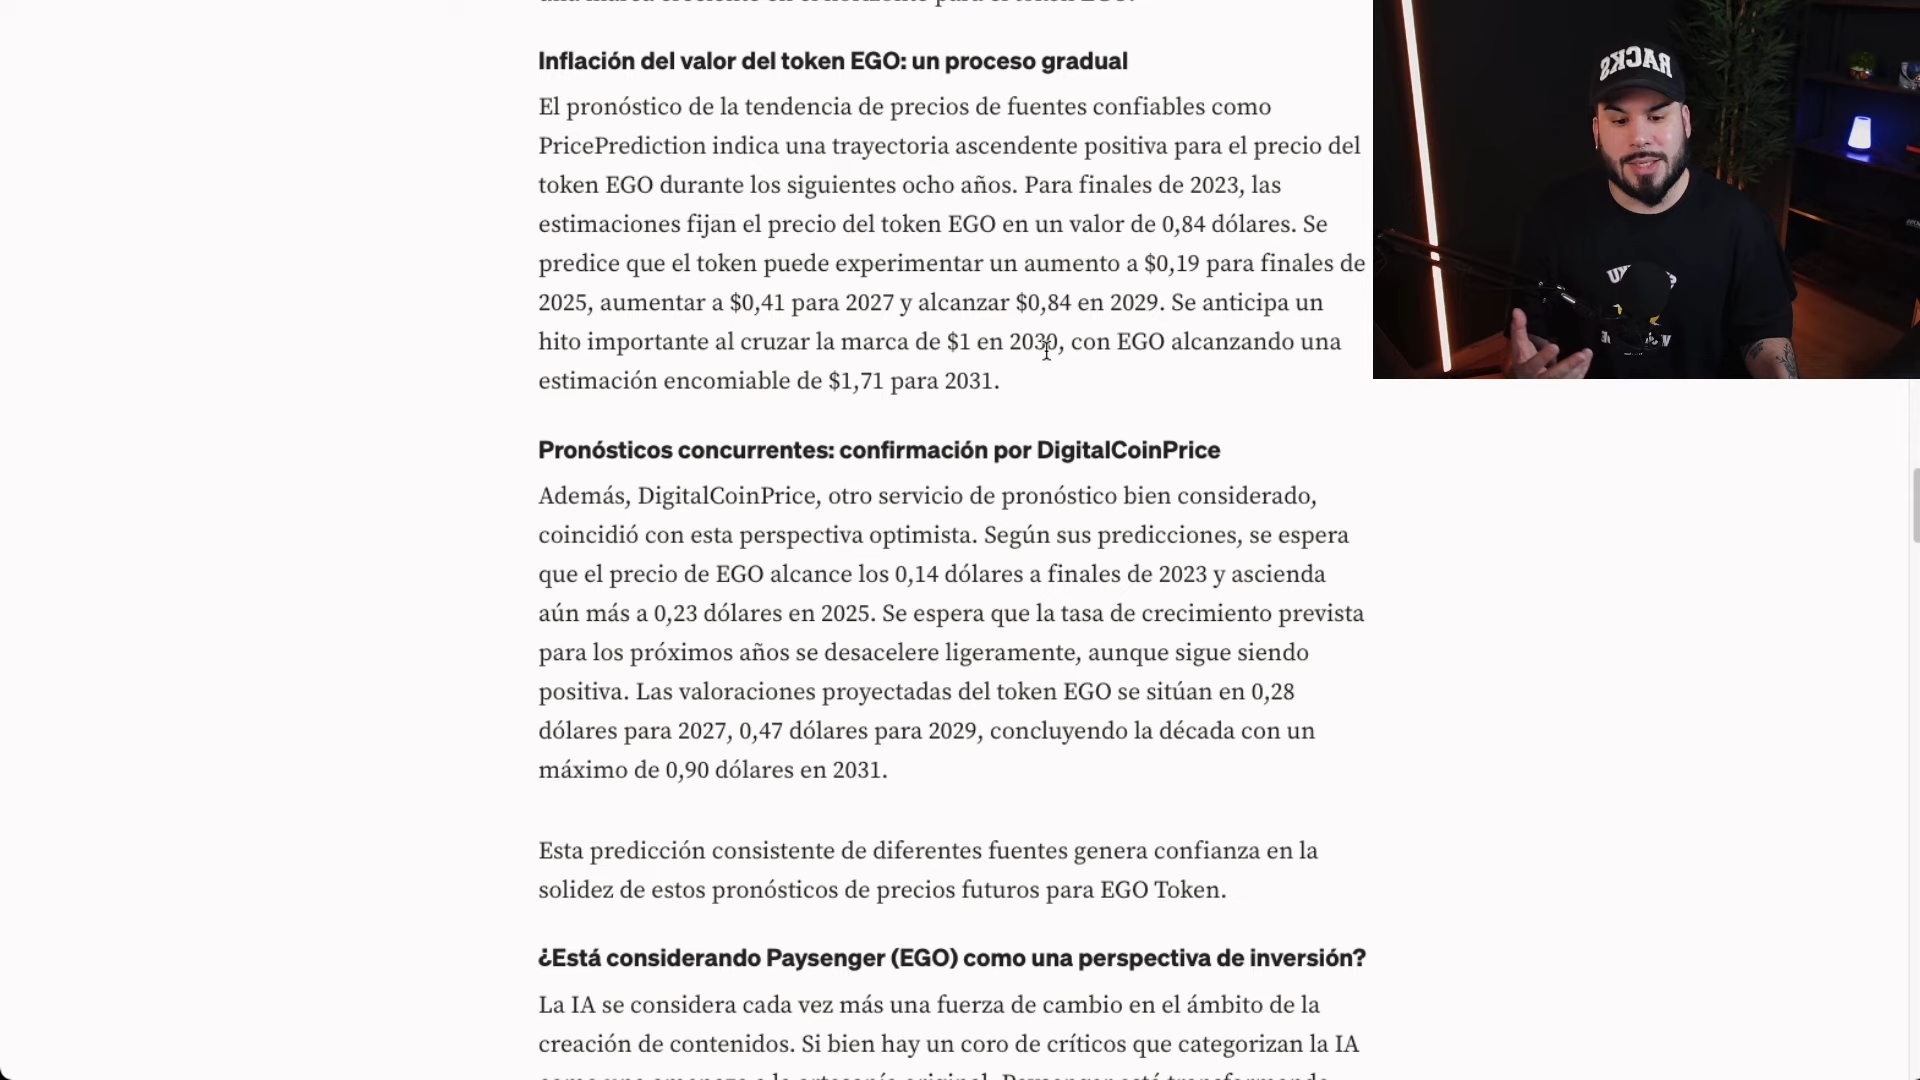 Inflación del valor del token EGO: un proceso gradual
El pronóstico de la tendencia de precios de fuentes confiables como
PricePrediction indica una trayectoria ascendente positiva para el precio del
token EGO durante los siguientes ocho años. Para finales de 2023, las
estimaciones fijan el precio del token EGO en un valor de 0,84 dólares. Se
predice que el token puede experimentar un aumento a $0,19 para finales de
2025, aumentar a $0,41 para 2027 y alcanzar $0,84 en 2029. Se anticipa un
hito importante al cruzar la marca de $1 en 2030, con EGO alcanzando una
estimación encomiable de $1,71 para 2031.
Pronósticos concurrentes: confirmación por DigitalCoinPrice
Además, DigitalCoinPrice, otro servicio de pronóstico bien considerado,
coincidió con esta perspectiva optimista. Según sus predicciones, se espera
que el precio de EGO alcance los 0,14 dólares a finales de 2023 y ascienda
aún más a 0,23 dólares en 2025. Se espera que la tasa de crecimiento prevista
para los próximos años se desacelere ligeramente, aunque sigue siendo
positiva. Las valoraciones proyectadas del token EGO se sitúan en 0,28
dólares para 2027, 0,47 dólares para 2029, concluyendo la década con un
máximo de 0,90 dólares en 2031.
Esta predicción consistente de diferentes fuentes genera confianza en la
solidez de estos pronósticos de precios futuros para EGO Token.
¿Está considerando Paysenger (EGO) como una perspectiva de inversión?
La IA se considera cada vez más una fuerza de cambio en el ámbito de la
creación de contenidos. Si bien hay un coro de críticos que categorizan la IA
RACKS